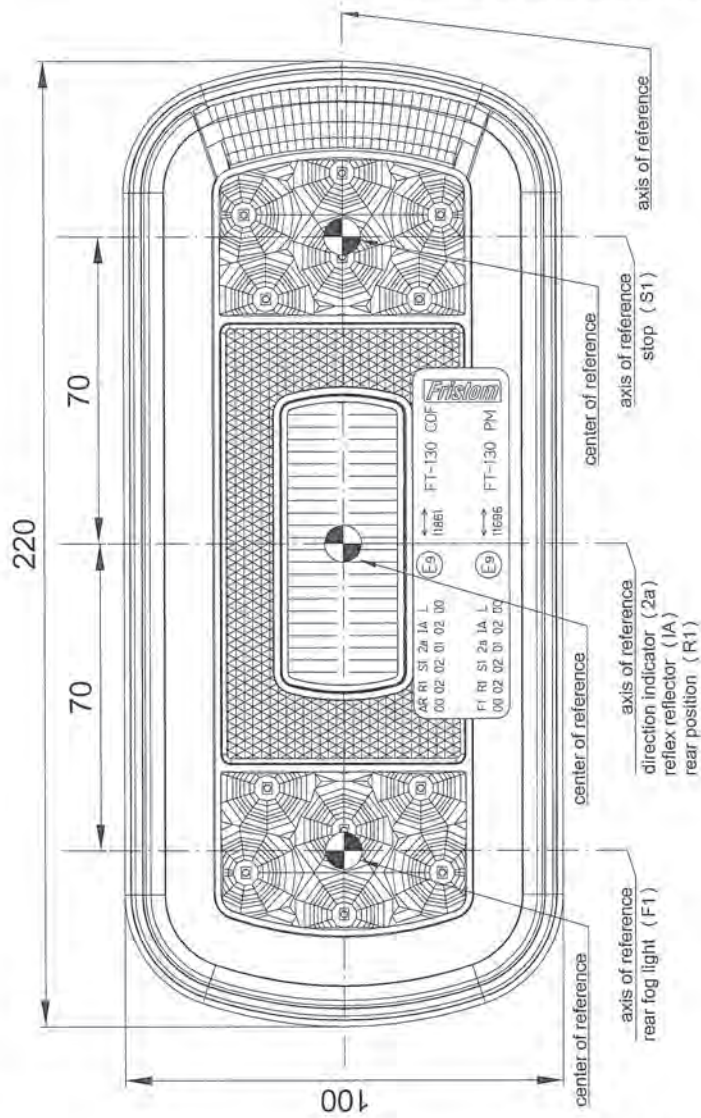 220
70
70
100
Fristom
AR R1 S1 2a IA L
00 02 02 01 02 00
E9
11861
FT-130 COF
F1 R1 S1 2a IA L
00 02 02 01 02 00
E9
11696
FT-130 PM
center of reference
center of reference
center of reference
axis of reference
rear fog light (F1)
axis of reference
direction indicator (2a)
reflex reflector (IA)
rear position (R1)
axis of reference
stop (S1)
axis of reference